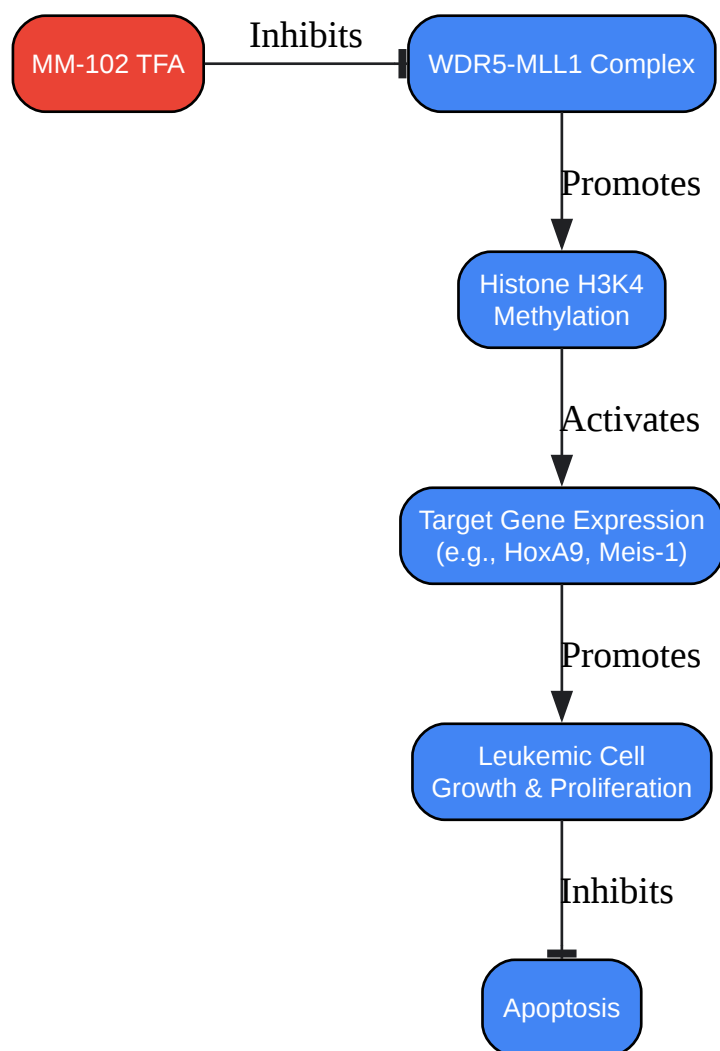 MM-102 TFA
Inhibits
WDR5-MLL1 Complex
Promotes
Histone H3K4
Methylation
Activates
Target Gene Expression
(e.g., HoxA9, Meis-1)
Promotes
Leukemic Cell
Growth & Proliferation
Inhibits
Apoptosis